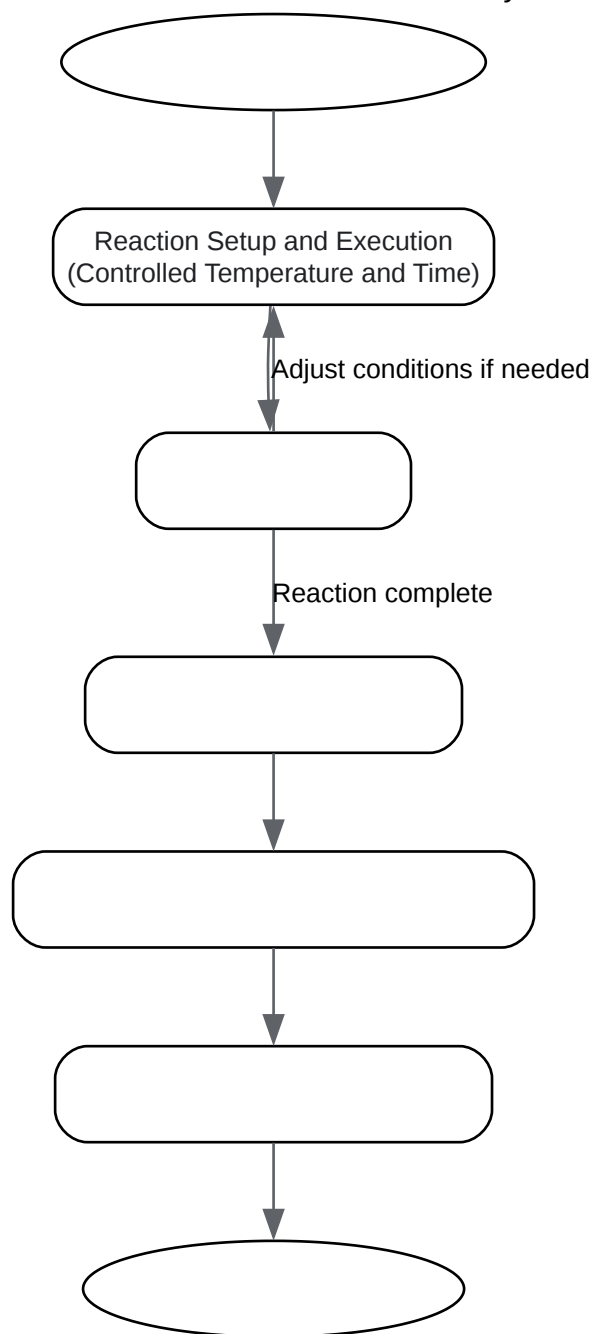 Reaction Setup and Execution
(Controlled Temperature and Time)
Adjust conditions if needed
Reaction complete